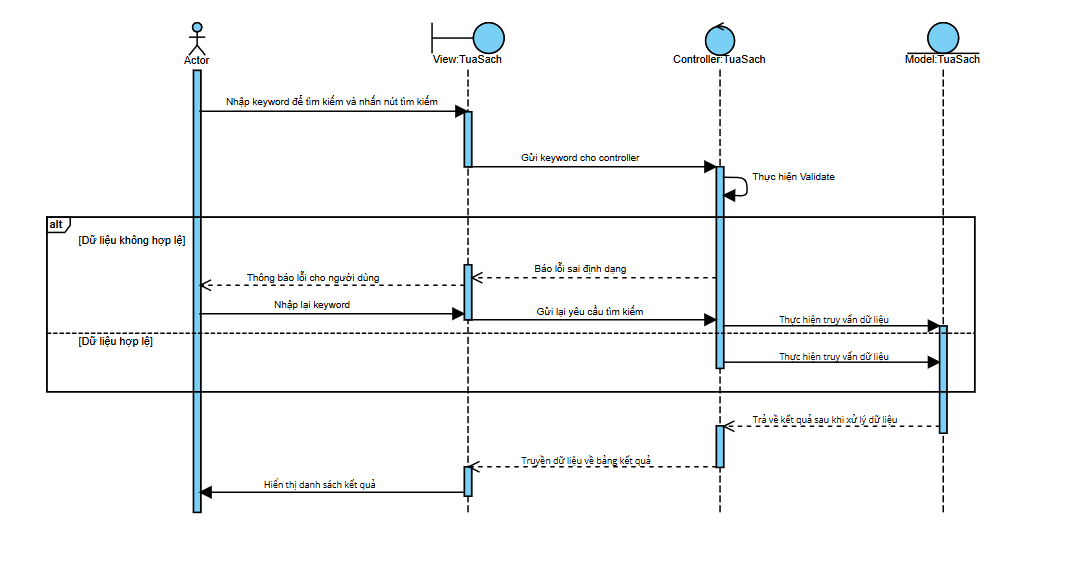 Actor
View:TuaSach
Controller:TuaSach
Model:TuaSach
Nhập keyword để tìm kiếm và nhấn nút tìm kiếm
Gửi keyword cho controller
Thực hiện Validate
alt
[Dữ liệu không hợp lệ]
Báo lỗi sai định dạng
Thông báo lỗi cho người dùng
Nhập lại keyword
Gửi lại yêu cầu tìm kiếm
Thực hiện truy vấn dữ liệu
[Dữ liệu hợp lệ]
Thực hiện truy vấn dữ liệu
Trả về kết quả sau khi xử lý dữ liệu
Truyền dữ liệu về bảng kết quả
Hiển thị danh sách kết quả